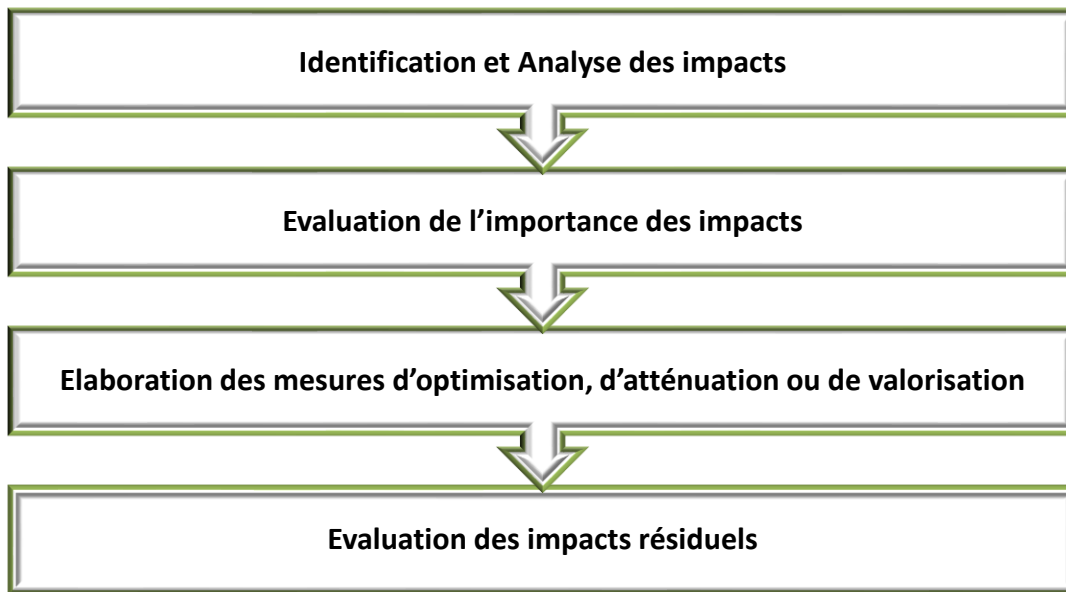 Identification et Analyse des impacts
Evaluation de l’importance des impacts
Elaboration des mesures d’optimisation, d’atténuation ou de valorisation
Evaluation des impacts résiduels